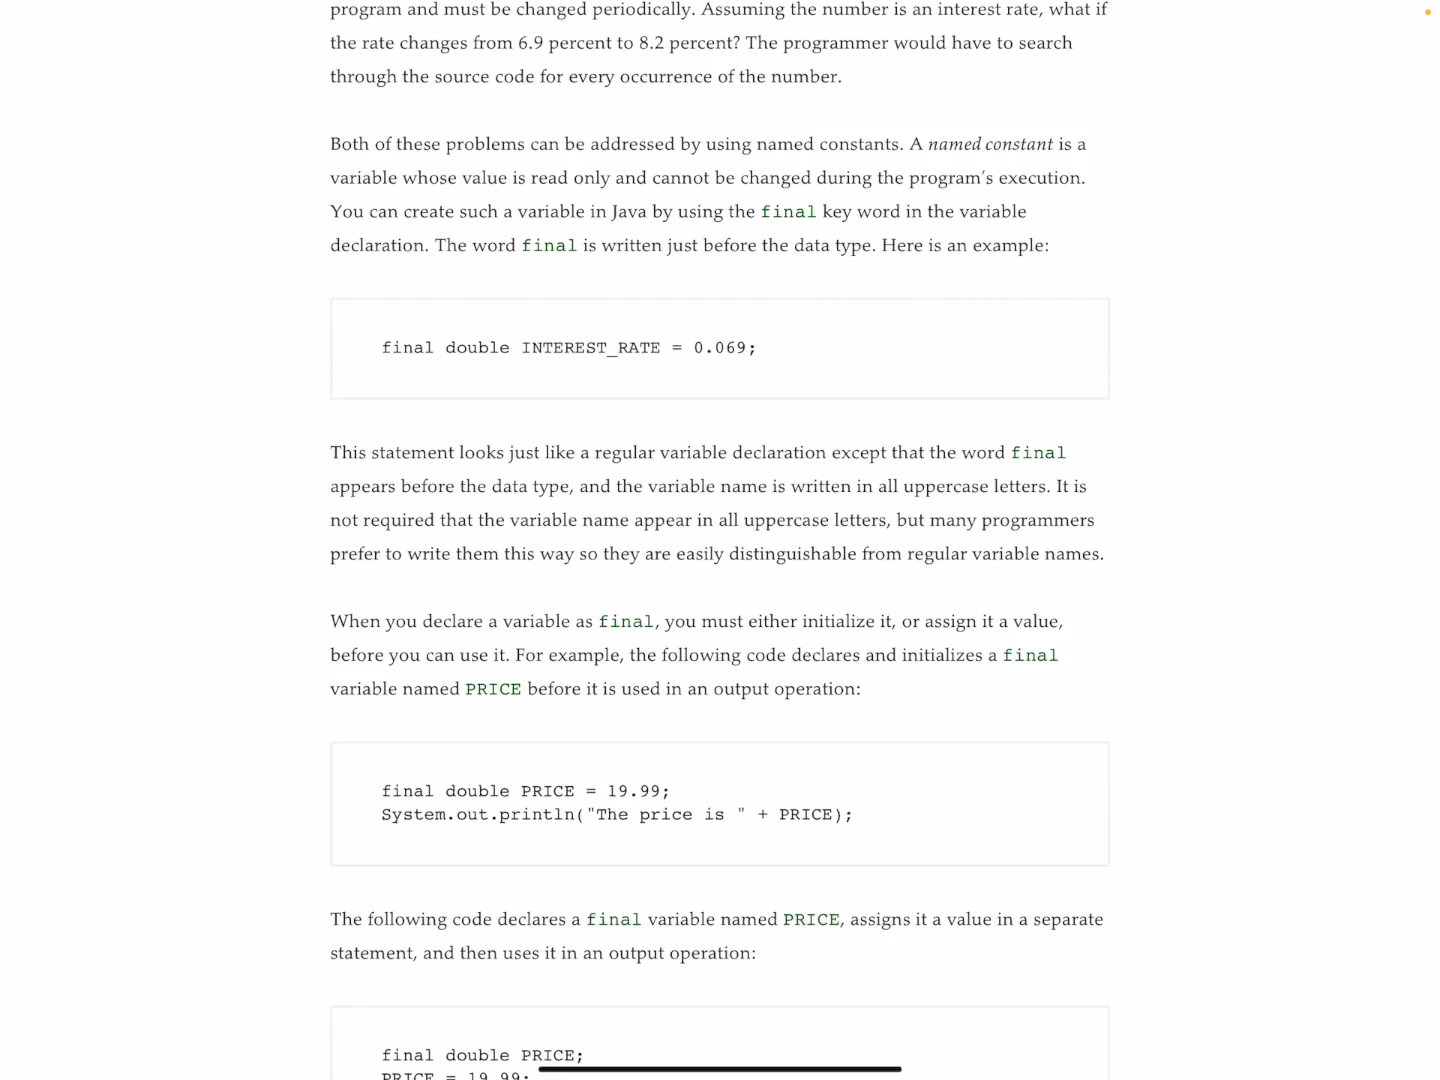 program and must be changed periodically. Assuming the number is an interest rate, what if
the rate changes from 6.9 percent to 8.2 percent? The programmer would have to search
through the source code for every occurrence of the number.
Both of these problems can be addressed by using named constants. A named constant is a
variable whose value is read only and cannot be changed during the program’s execution.
You can create such a variable in Java by using the final key word in the variable
declaration. The word final is written just before the data type. Here is an example:
final double INTEREST_RATE = 0.069;
This statement looks just like a regular variable declaration except that the word final
appears before the data type, and the variable name is written in all uppercase letters. It is
not required that the variable name appear in all uppercase letters, but many programmers
prefer to write them this way so they are easily distinguishable from regular variable names.
When you declare a variable as final, you must either initialize it, or assign it a value,
before you can use it. For example, the following code declares and initializes a final
variable named PRICE before it is used in an output operation:
final double PRICE = 19.99;
System.out.println("The price is " + PRICE);
The following code declares a final variable named PRICE, assigns it a value in a separate
statement, and then uses it in an output operation:
final double PRICE;
PRICE = 19.99;